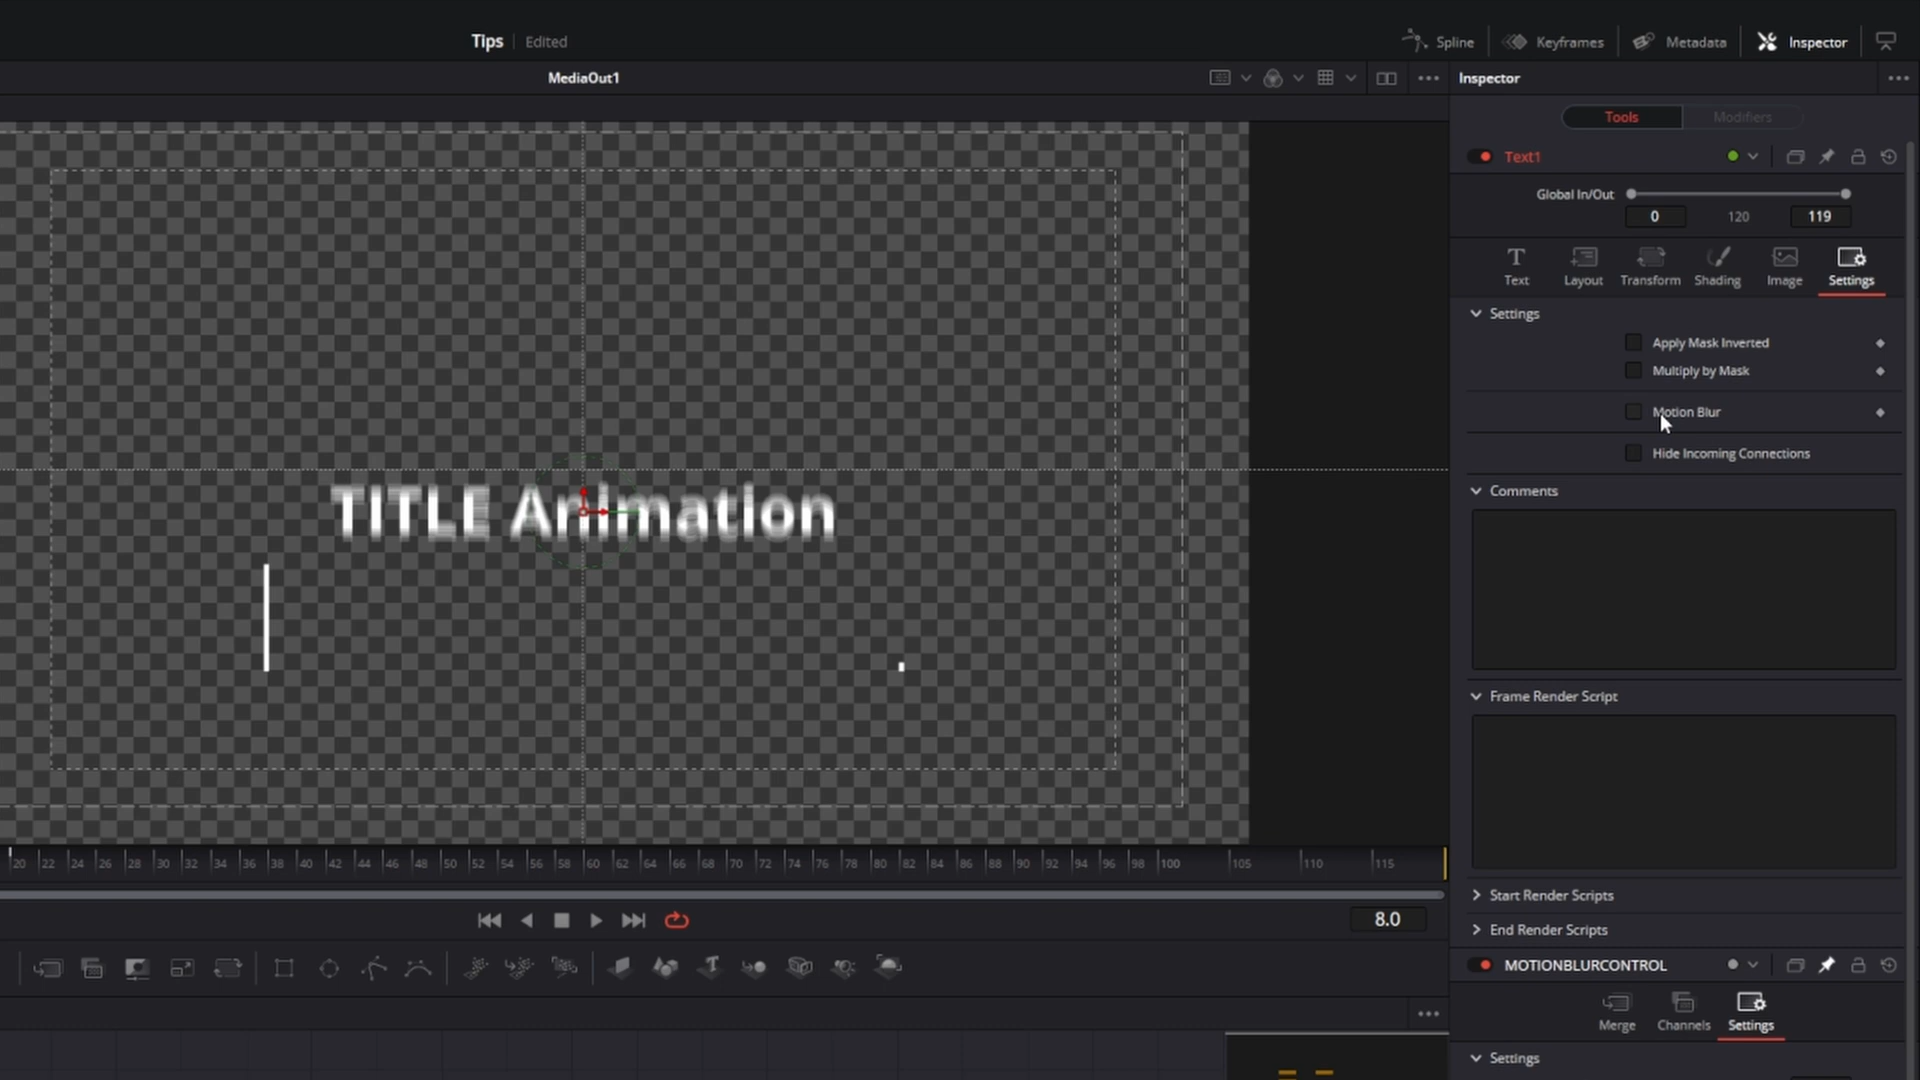 Tips Edited
Spline Keyframes Metadata Inspector
MediaOut1
Inspector
Tools Modifiers
Text1
Global In/Out
0 120 119
Text Layout Transform Shading Image Settings
Settings
Apply Mask Inverted
Multiply by Mask
Motion Blur
Hide Incoming Connections
Comments
TITLE Animation
Frame Render Script
20 22 24 26 28 30 32 34 36 38 40 42 44 46 48 50 52 54 56 58 60 62 64 66 68 70 72 74 76 78 80 82 84 86 88 90 92 94 96 98 100 105 110 115
Start Render Scripts
8.0
End Render Scripts
MOTIONBLURCONTROL
Merge Channels Settings
Settings